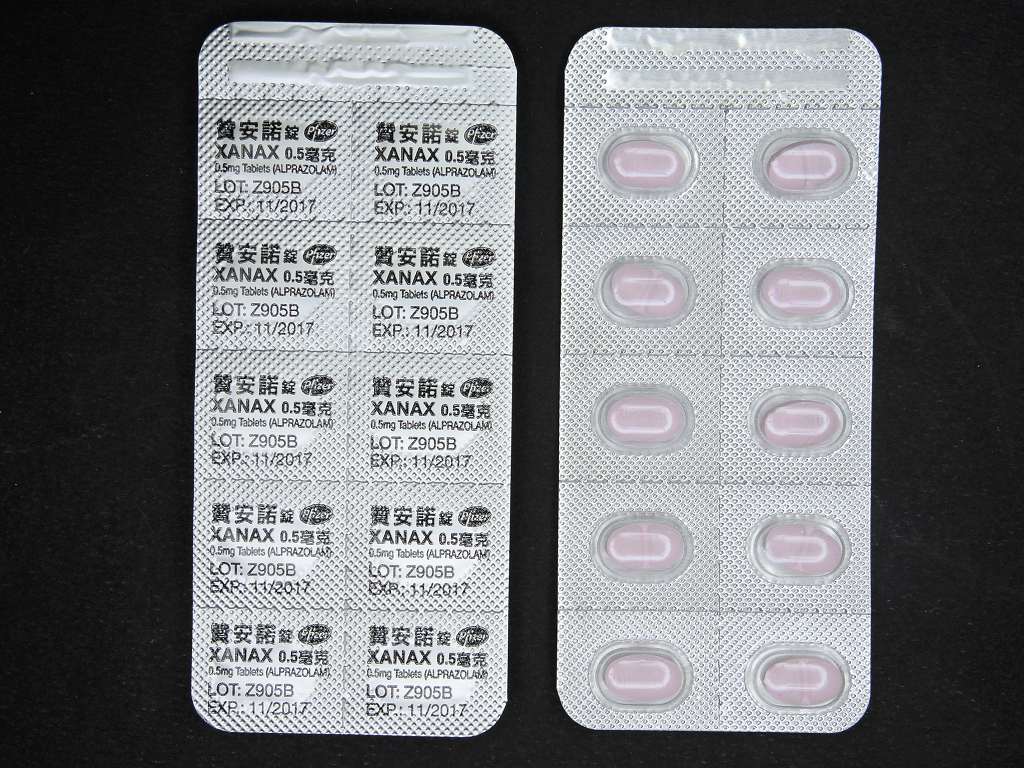 贊安諾錠 Pfizer
XANAX 0.5毫克
0.5mg Tablets (ALPRAZOLAM)
LOT: Z905B
EXP.: 11/2017
贊安諾錠 Pfizer
XANAX 0.5毫克
0.5mg Tablets (ALPRAZOLAM)
LOT: Z905B
EXP.: 11/2017
贊安諾錠 Pfizer
XANAX 0.5毫克
0.5mg Tablets (ALPRAZOLAM)
LOT: Z905B
EXP.: 11/2017
贊安諾錠 Pfizer
XANAX 0.5毫克
0.5mg Tablets (ALPRAZOLAM)
LOT: Z905B
EXP.: 11/2017
贊安諾錠 Pfizer
XANAX 0.5毫克
0.5mg Tablets (ALPRAZOLAM)
LOT: Z905B
EXP.: 11/2017
贊安諾錠 Pfizer
XANAX 0.5毫克
0.5mg Tablets (ALPRAZOLAM)
LOT: Z905B
EXP.: 11/2017
贊安諾錠 Pfizer
XANAX 0.5毫克
0.5mg Tablets (ALPRAZOLAM)
LOT: Z905B
EXP.: 11/2017
贊安諾錠 Pfizer
XANAX 0.5毫克
0.5mg Tablets (ALPRAZOLAM)
LOT: Z905B
EXP.: 11/2017
贊安諾錠 Pfizer
XANAX 0.5毫克
0.5mg Tablets (ALPRAZOLAM)
LOT: Z905B
EXP.: 11/2017
贊安諾錠 Pfizer
XANAX 0.5毫克
0.5mg Tablets (ALPRAZOLAM)
LOT: Z905B
EXP.: 11/2017